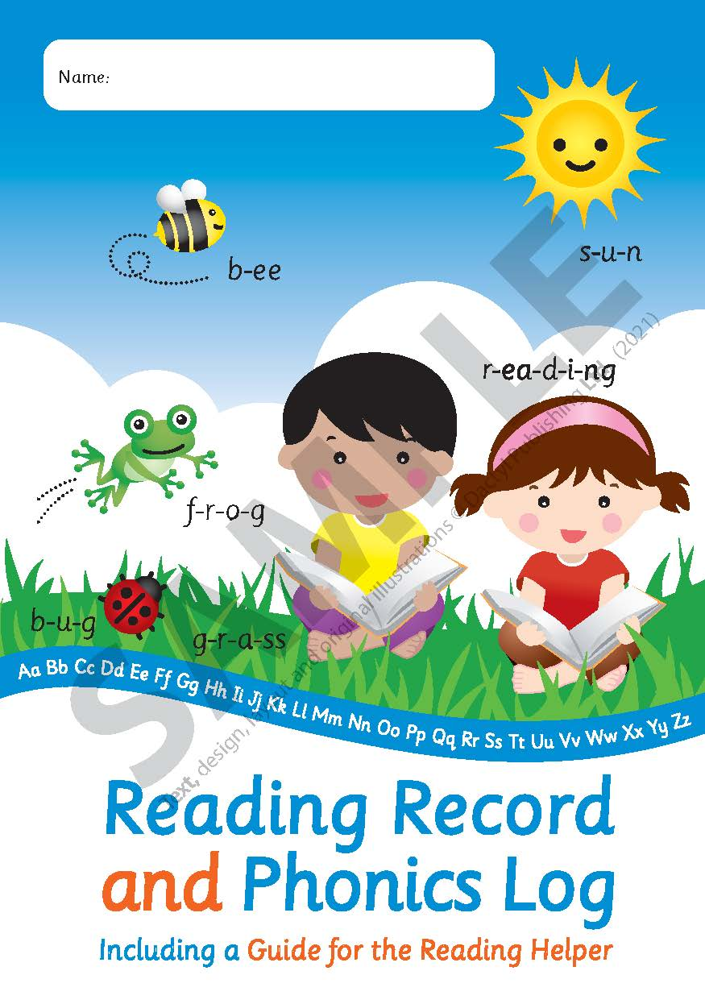 Name:
s-u-n
b-ee
r-ea-d-i-ng
f-r-o-g
b-u-g
g-r-a-ss
Aa Bb Cc Dd Ee Ff Gg Hh Ii Jj Kk Ll Mm Nn Oo Pp Qq Rr Ss Tt Uu Vv Ww Xx Yy Zz
SAMPLE
Text, design, layout and original illustrations © Dactyl Publishing Ltd. (2021)
Reading Record
and Phonics Log
Including a Guide for the Reading Helper